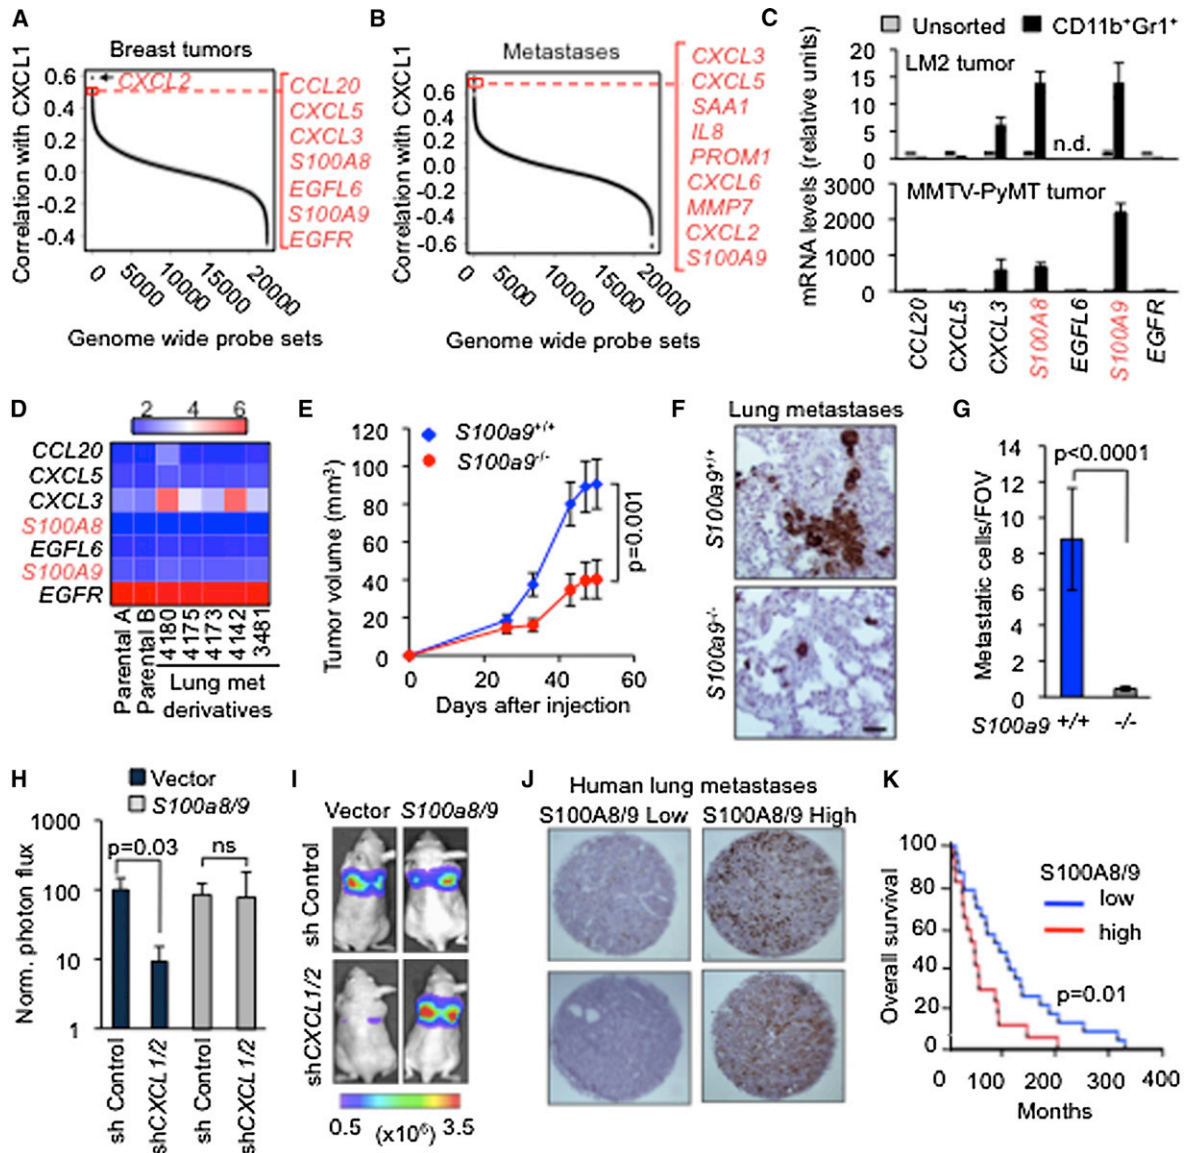 A
Breast tumors
Correlation with CXCL1
0.6
0.4
0.2
0.0
-0.2
-0.4
CXCL2
CCL20
CXCL5
CXCL3
S100A8
EGFL6
S100A9
EGFR
0
5000
10000
15000
20000
Genome wide probe sets
B
Metastases
Correlation with CXCL1
0.4
0.2
0.0
-0.2
-0.4
-0.6
CXCL3
CXCL5
SAA1
IL8
PROM1
CXCL6
MMP7
CXCL2
S100A9
0
5000
10000
15000
20000
Genome wide probe sets
C
Unsorted
CD11b+Gr1+
mRNA levels (relative units)
20
15
10
5
0
LM2 tumor
n.d.
3000
2000
1000
0
MMTV-PyMT tumor
CCL20
CXCL5
CXCL3
S100A8
EGFL6
S100A9
EGFR
D
2 4 6
CCL20
CXCL5
CXCL3
S100A8
EGFL6
S100A9
EGFR
Parental A
Parental B
4180
4175
4173
4142
3481
Lung met
derivatives
E
S100a9+/+
S100a9-/-
Tumor volume (mm3)
120
100
80
60
40
20
0
p=0.001
0 20 40 60
Days after injection
F
Lung metastases
S100a9+/+
S100a9-/-
G
Metastatic cells/FOV
14
12
10
8
6
4
2
0
p<0.0001
S100a9 +/+ -/-
H
Vector
S100a8/9
Norm. photon flux
1000
100
10
1
p=0.03
ns
sh Control
shCXCL1/2
sh Control
shCXCL1/2
I
Vector S100a8/9
sh Control
shCXCL1/2
0.5 (x10⁶) 3.5
J
Human lung metastases
S100A8/9 Low S100A8/9 High
K
Overall survival
100
80
60
40
20
0
S100A8/9
low
high
p=0.01
0 100 200 300 400
Months